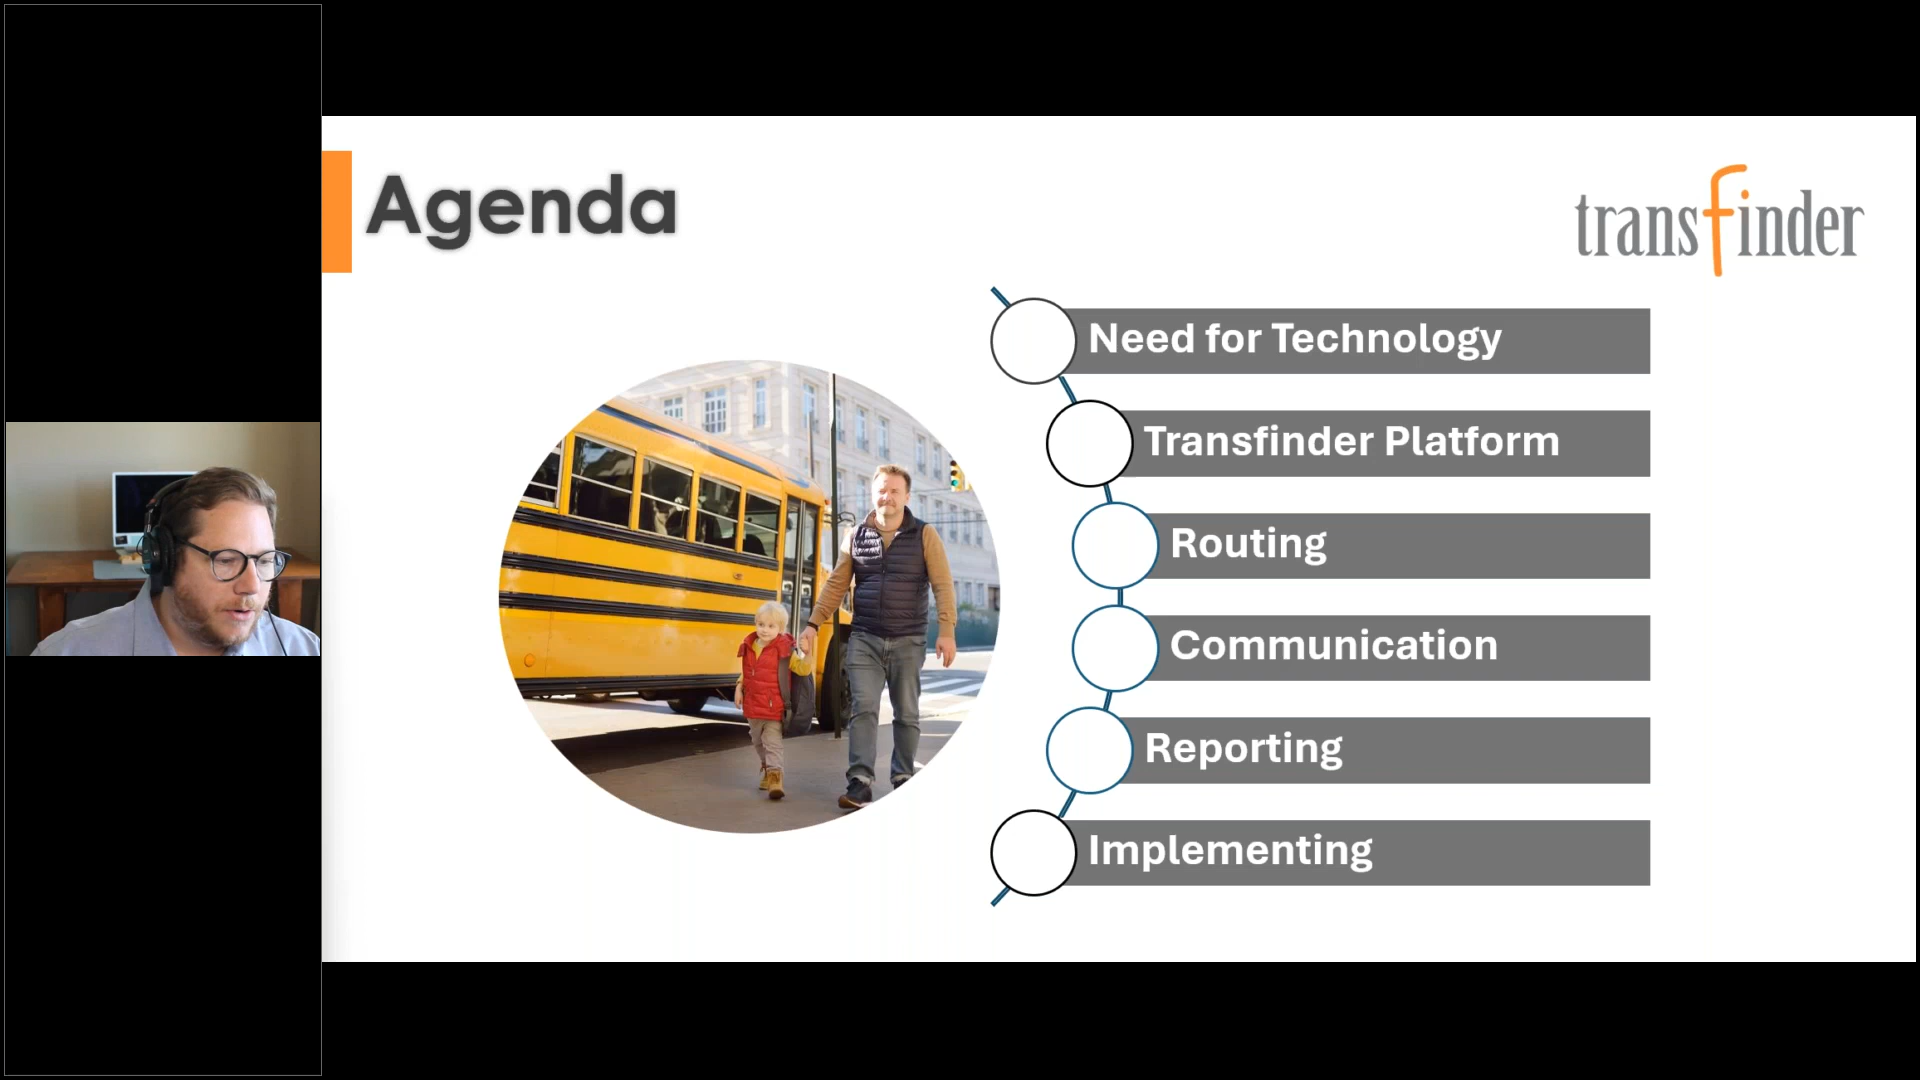 Agenda
transfinder
Need for Technology
Transfinder Platform
Routing
Communication
Reporting
Implementing